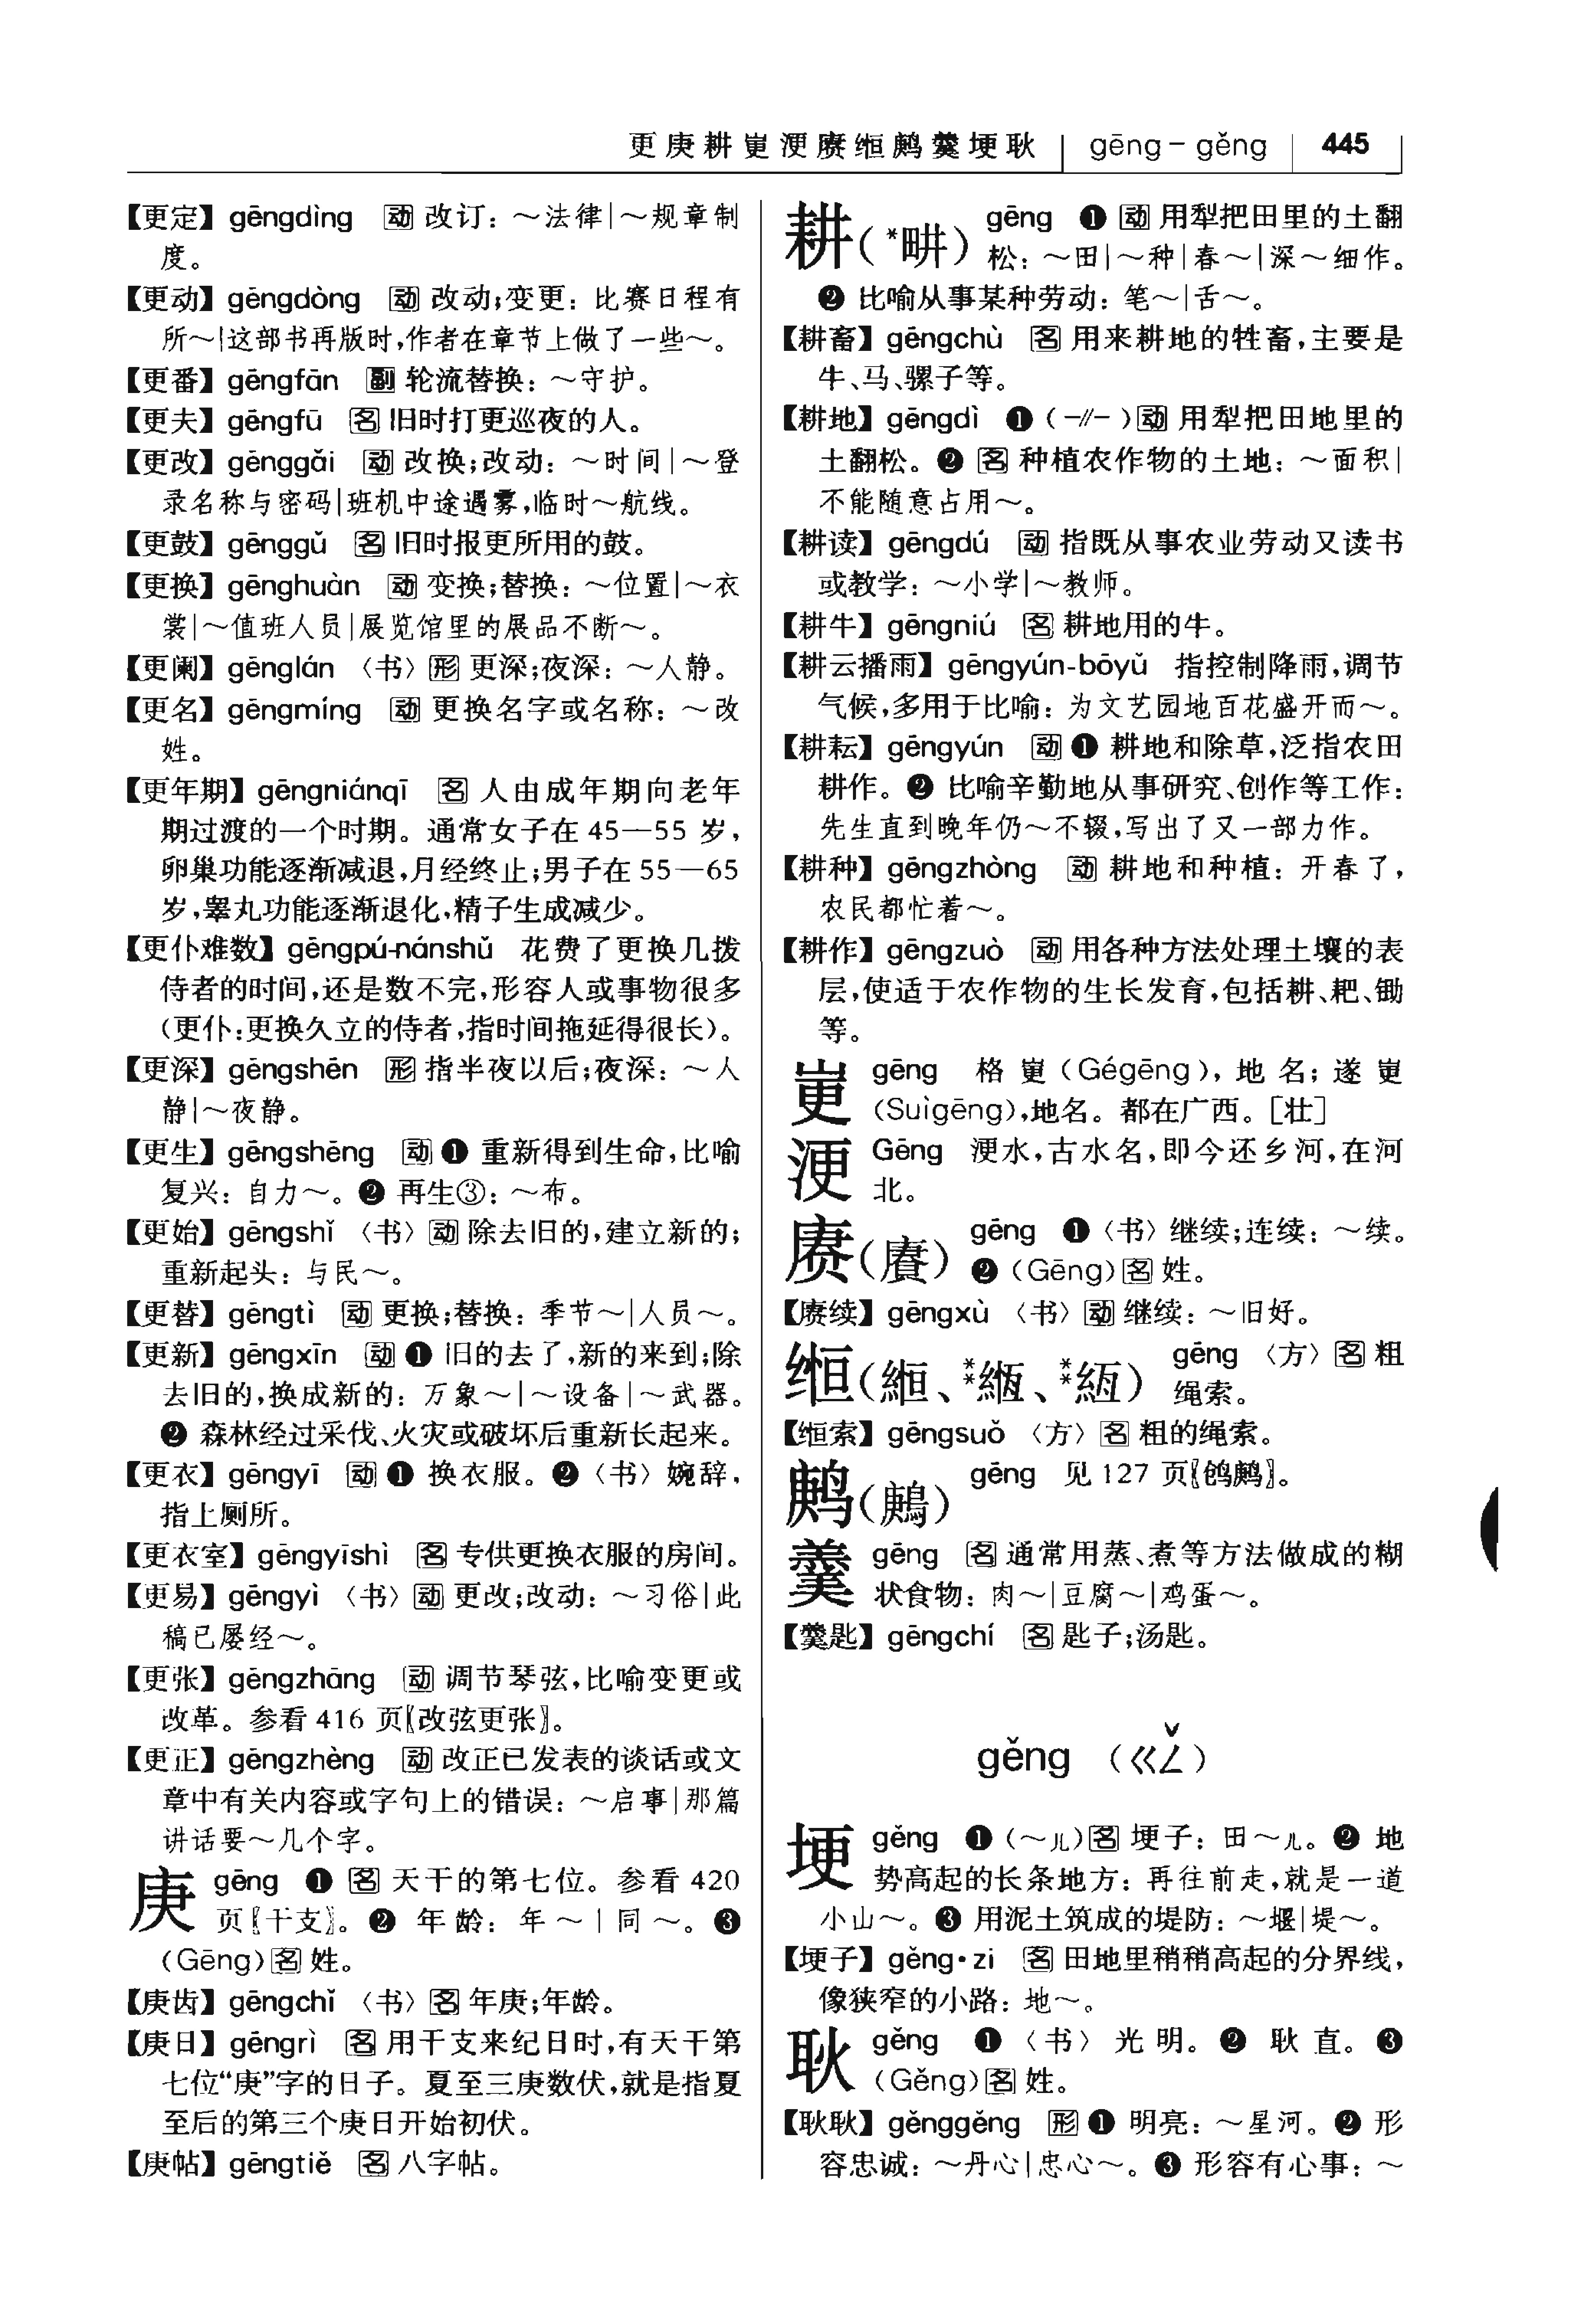 更庚耕峺浭赓缏鹒羹埂耿 gēng－gěng 445
【更定】 gēngdìng 动 改订：～法律|～规章制
度。
【更动】 gēngdòng 动 改动;变更：比赛日程有
所～|这部书再版时,作者在章节上做了一些～。
【更番】 gēngfān 副 轮流替换：～守护。
【更夫】 gēngfū 名 旧时打更巡夜的人。
【更改】 gēnggǎi 动 改换;改动：～时间|～登
录名称与密码|班机中途遇雾,临时～航线。
【更鼓】 gēnggǔ 名 旧时报更所用的鼓。
【更换】 gēnghuàn 动 变换;替换：～位置|～衣
裳|～值班人员|展览馆里的展品不断～。
【更阑】 gēnglán 〈书〉形 更深;夜深：～人静。
【更名】 gēngmíng 动 更换名字或名称：～改
姓。
【更年期】 gēngniánqī 名 人由成年期向老年
期过渡的一个时期。通常女子在45—55 岁,
卵巢功能逐渐减退,月经终止;男子在55—65
岁,睾丸功能逐渐退化,精子生成减少。
【更仆难数】 gēngpú-nánshǔ 花费了更换几拨
侍者的时间,还是数不完,形容人或事物很多
（更仆:更换久立的侍者,指时间拖延得很长）。
【更深】 gēngshēn 形 指半夜以后;夜深：～人
静|～夜静。
【更生】 gēngshēng 动 ❶ 重新得到生命,比喻
复兴：自力～。❷ 再生③：～布。
【更始】 gēngshǐ 〈书〉动 除去旧的,建立新的;
重新起头：与民～。
【更替】 gēngtì 动 更换;替换：季节～|人员～。
【更新】 gēngxīn 动 ❶ 旧的去了,新的来到;除
去旧的,换成新的：万象～|～设备|～武器。
❷ 森林经过采伐、火灾或破坏后重新长起来。
【更衣】 gēngyī 动 ❶ 换衣服。❷〈书〉婉辞,
指上厕所。
【更衣室】 gēngyīshì 名 专供更换衣服的房间。
【更易】 gēngyì 〈书〉动 更改;改动：～习俗|此
稿已屡经～。
【更张】 gēngzhāng 动 调节琴弦,比喻变更或
改革。参看416 页〖改弦更张〗。
【更正】 gēngzhèng 动 改正已发表的谈话或文
章中有关内容或字句上的错误：～启事|那篇
讲话要～几个字。
庚 gēng ❶ 名 天干的第七位。参看420
页〖干支〗。❷ 年龄：年～|同～。❸
（Gēng）名 姓。
【庚齿】 gēngchǐ 〈书〉名 年庚;年龄。
【庚日】 gēngrì 名 用干支来纪日时,有天干第
七位“庚”字的日子。夏至三庚数伏,就是指夏
至后的第三个庚日开始初伏。
【庚帖】 gēngtiě 名 八字帖。
耕（*畊） gēng ❶ 动 用犁把田里的土翻
松：～田|～种|春～|深～细作。
❷ 比喻从事某种劳动：笔～|舌～。
【耕畜】 gēngchù 名 用来耕地的牲畜,主要是
牛、马、骡子等。
【耕地】 gēngdì ❶（－//－）动 用犁把田地里的
土翻松。❷ 名 种植农作物的土地：～面积|
不能随意占用～。
【耕读】 gēngdú 动 指既从事农业劳动又读书
或教学：～小学|～教师。
【耕牛】 gēngniú 名 耕地用的牛。
【耕云播雨】 gēngyún-bōyǔ 指控制降雨,调节
气候,多用于比喻：为文艺园地百花盛开而～。
【耕耘】 gēngyún 动 ❶ 耕地和除草,泛指农田
耕作。❷ 比喻辛勤地从事研究、创作等工作：
先生直到晚年仍～不辍,写出了又一部力作。
【耕种】 gēngzhòng 动 耕地和种植：开春了,
农民都忙着～。
【耕作】 gēngzuò 动 用各种方法处理土壤的表
层,使适于农作物的生长发育,包括耕、耙、锄
等。
峺 gēng 格峺（Gégēng）,地名;遂峺
（Suìgēng）,地名。都在广西。［壮］
浭 Gēng 浭水,古水名,即今还乡河,在河
北。
赓（賡） gēng ❶〈书〉继续;连续：～续。
❷（Gēng）名 姓。
【赓续】 gēngxù 〈书〉动 继续：～旧好。
𫄛（緪、**縆、**絚） gēng 〈方〉名 粗
绳索。
【𫄛索】 gēngsuǒ 〈方〉名 粗的绳索。
鹒（鶊） gēng 见127 页〖鸧鹒〗。
羹 gēng 名 通常用蒸、煮等方法做成的糊
状食物：肉～|豆腐～|鸡蛋～。
【羹匙】 gēngchí 名 匙子;汤匙。
gěng （ㄍㄥˇ）
埂 gěng ❶（～儿）名 埂子：田～儿。❷ 地
势高起的长条地方：再往前走,就是一道
小山～。❸ 用泥土筑成的堤防：～堰|堤～。
【埂子】 gěng·zi 名 田地里稍稍高起的分界线,
像狭窄的小路：地～。
耿 gěng ❶〈书〉光明。❷ 耿直。❸
（Gěng）名 姓。
【耿耿】 gěnggěng 形 ❶ 明亮：～星河。❷ 形
容忠诚：～丹心|忠心～。❸ 形容有心事：～